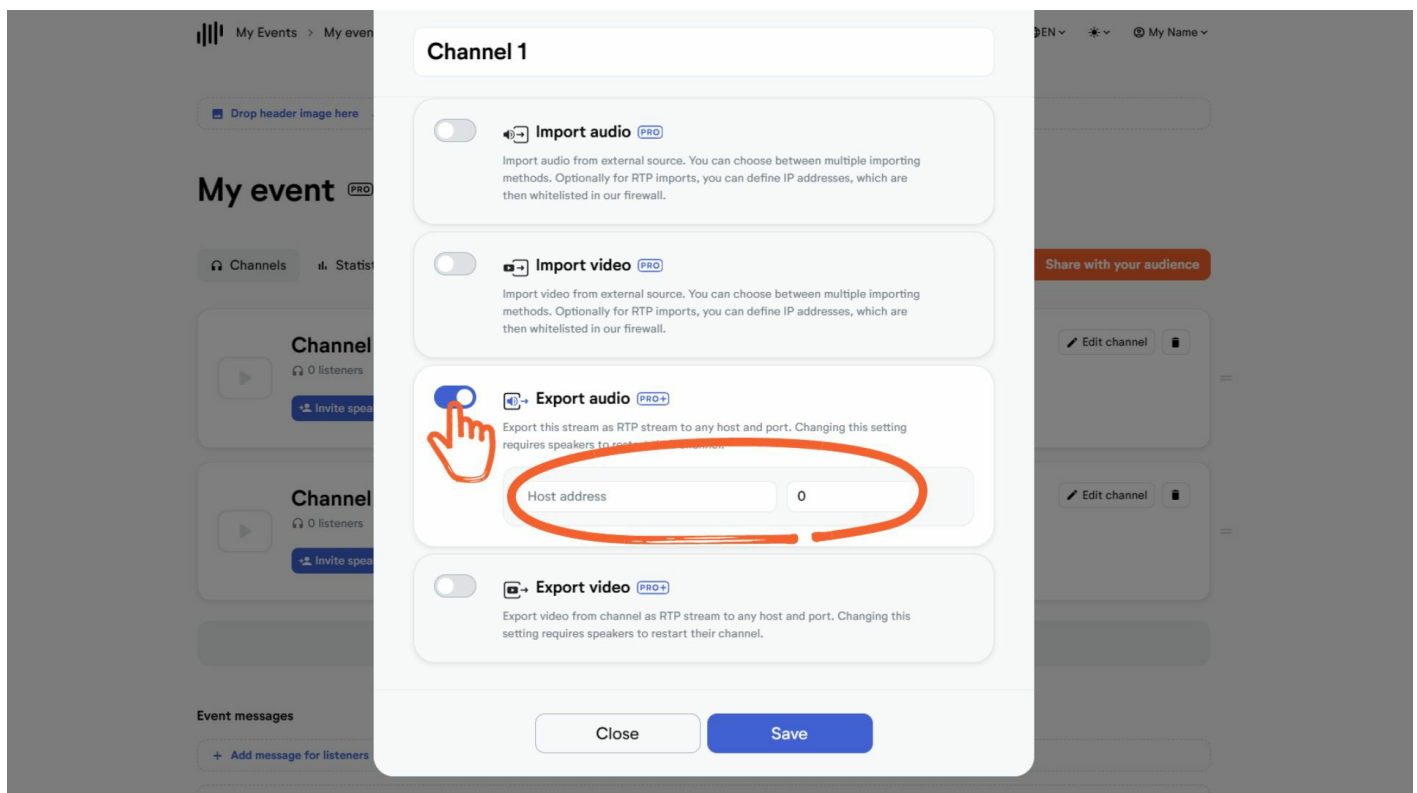 My Events > My even
EN
My Name
Channel 1
Drop header image here
Import audio PRO
Import audio from external source. You can choose between multiple importing
methods. Optionally for RTP imports, you can define IP addresses, which are
then whitelisted in our firewall.
My event PRO
Channels
Statist
Import video PRO
Import video from external source. You can choose between multiple importing
methods. Optionally for RTP imports, you can define IP addresses, which are
then whitelisted in our firewall.
Share with your audience
Channel
0 listeners
Invite spea
Edit channel
Export audio PRO+
Export this stream as RTP stream to any host and port. Changing this setting
requires speakers to restart their channel.
Host address
0
Channel
0 listeners
Invite spea
Edit channel
Export video PRO+
Export video from channel as RTP stream to any host and port. Changing this
setting requires speakers to restart their channel.
Event messages
+ Add message for listeners
Close
Save